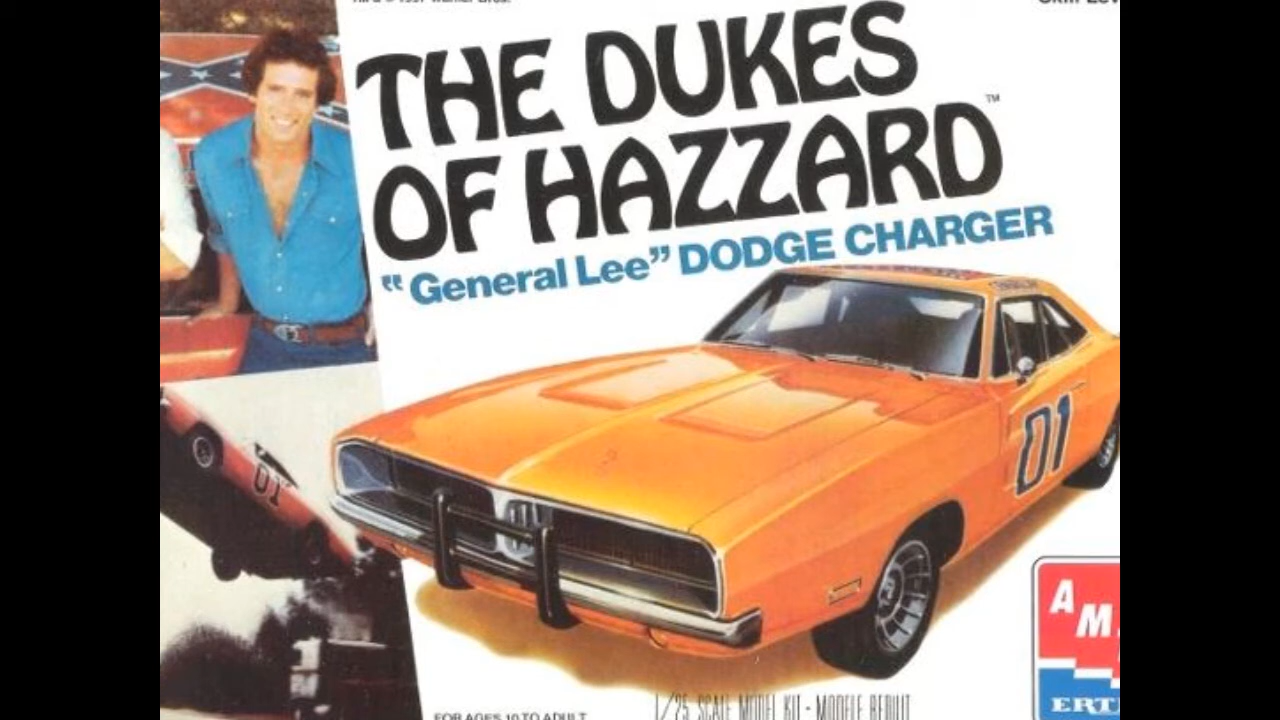 THE DUKES
OF HAZZARD™
"General Lee" DODGE CHARGER
01
01
AM
ERT
1/25 SCALE MODEL KIT - MODELE REDUIT
FOR AGES 10 TO ADULT